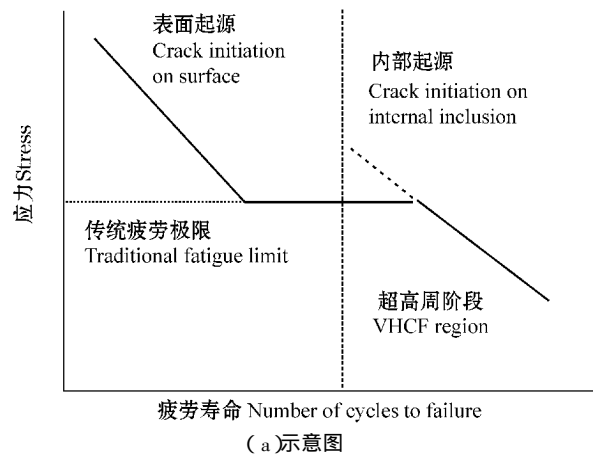 表面起源
Crack initiation
on surface
内部起源
Crack initiation on
internal inclusion
应力Stress
传统疲劳极限
Traditional fatigue limit
超高周阶段
VHCF region
疲劳寿命 Number of cycles to failure
(a)示意图